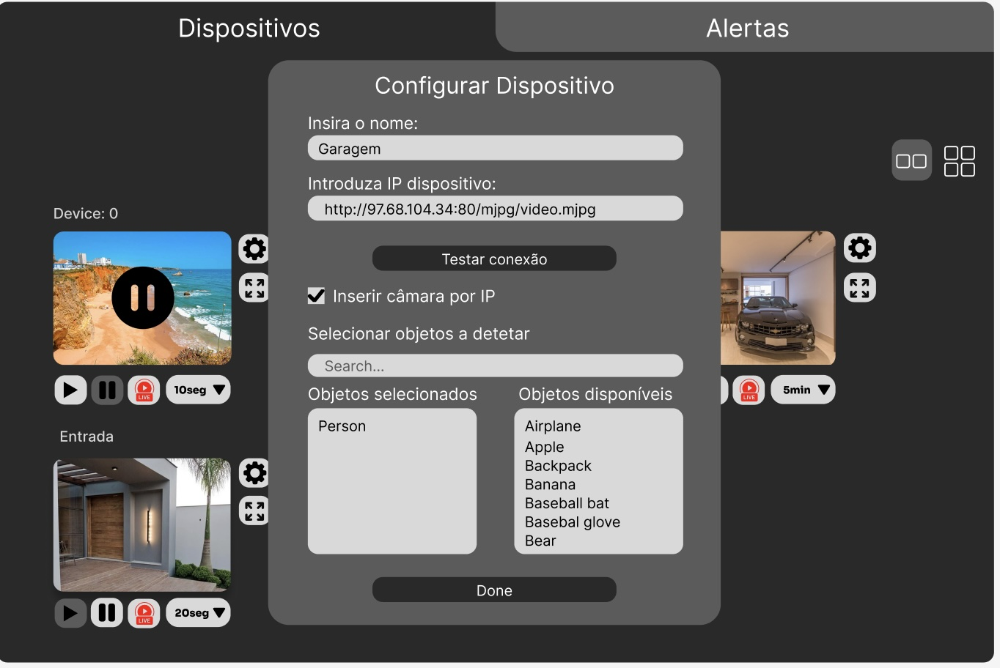 Dispositivos
Alertas
Configurar Dispositivo
Insira o nome:
Garagem
Introduza IP dispositivo:
http://97.68.104.34:80/mjpg/video.mjpg
Testar conexão
Inserir câmara por IP
Selecionar objetos a detetar
Search...
Objetos selecionados
Person
Objetos disponíveis
Airplane
Apple
Backpack
Banana
Baseball bat
Basebal glove
Bear
Done
Device: 0
LIVE
10seg
Entrada
LIVE
20seg
LIVE
5min